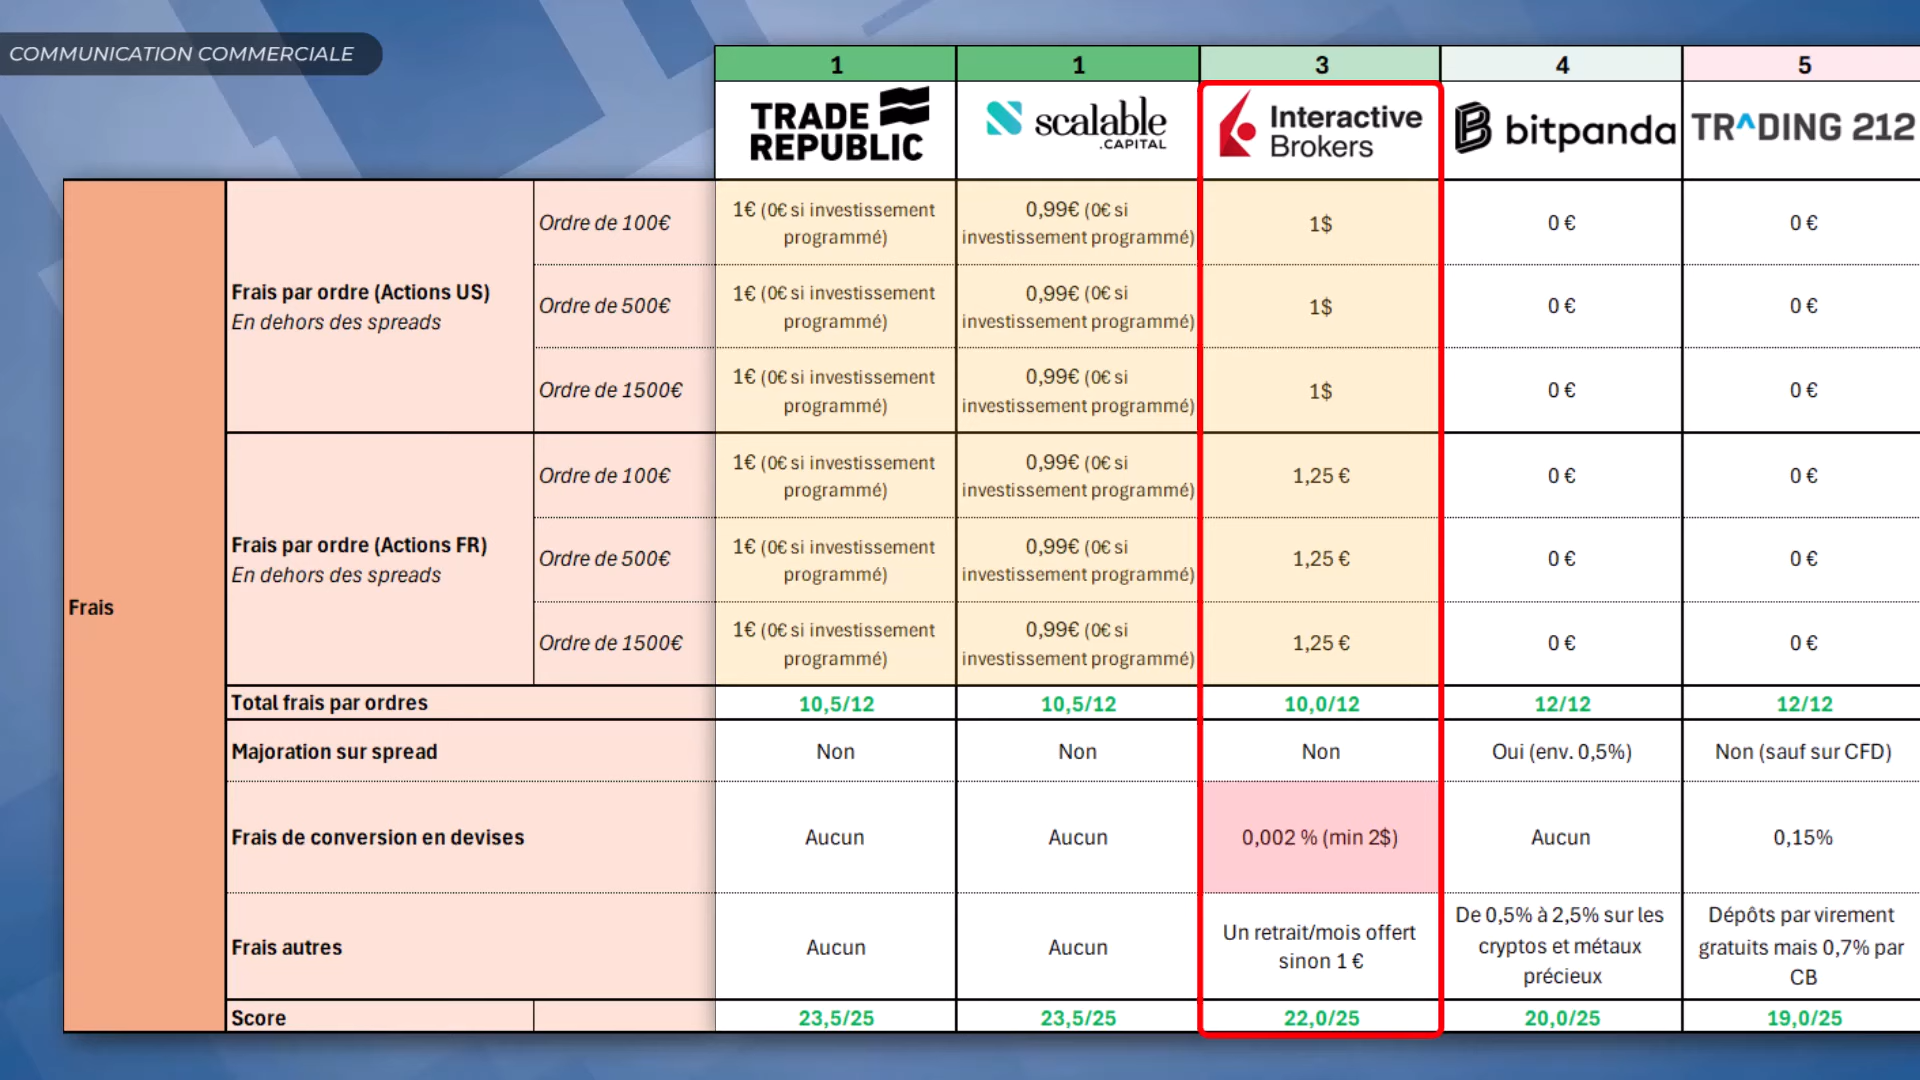 COMMUNICATION COMMERCIALE
1
1
3
4
5
TRADE
REPUBLIC
scalable
.CAPITAL
Interactive
Brokers
bitpanda
TRADING 212
Frais
Frais par ordre (Actions US)
En dehors des spreads
Ordre de 100€
1€ (0€ si investissement
programmé)
0,99€ (0€ si
investissement programmé)
1$
0 €
0 €
Ordre de 500€
1€ (0€ si investissement
programmé)
0,99€ (0€ si
investissement programmé)
1$
0 €
0 €
Ordre de 1500€
1€ (0€ si investissement
programmé)
0,99€ (0€ si
investissement programmé)
1$
0 €
0 €
Frais par ordre (Actions FR)
En dehors des spreads
Ordre de 100€
1€ (0€ si investissement
programmé)
0,99€ (0€ si
investissement programmé)
1,25 €
0 €
0 €
Ordre de 500€
1€ (0€ si investissement
programmé)
0,99€ (0€ si
investissement programmé)
1,25 €
0 €
0 €
Ordre de 1500€
1€ (0€ si investissement
programmé)
0,99€ (0€ si
investissement programmé)
1,25 €
0 €
0 €
Total frais par ordres
10,5/12
10,5/12
10,0/12
12/12
12/12
Majoration sur spread
Non
Non
Non
Oui (env. 0,5%)
Non (sauf sur CFD)
Frais de conversion en devises
Aucun
Aucun
0,002 % (min 2$)
Aucun
0,15%
Frais autres
Aucun
Aucun
Un retrait/mois offert
sinon 1 €
De 0,5% à 2,5% sur les
cryptos et métaux
précieux
Dépôts par virement
gratuits mais 0,7% par
CB
Score
23,5/25
23,5/25
22,0/25
20,0/25
19,0/25